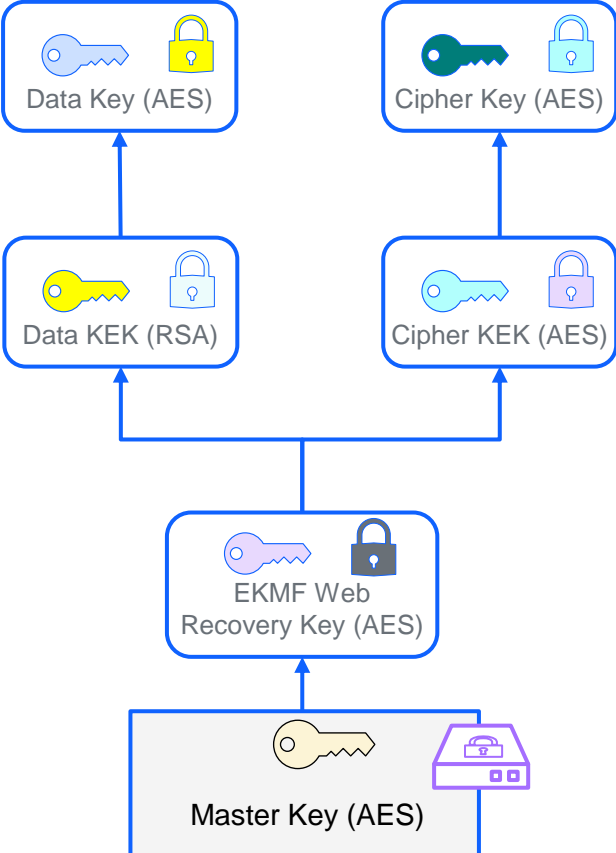 Data Key (AES)
Cipher Key (AES)
Data KEK (RSA)
Cipher KEK (AES)
EKMF Web
Recovery Key (AES)
Master Key (AES)